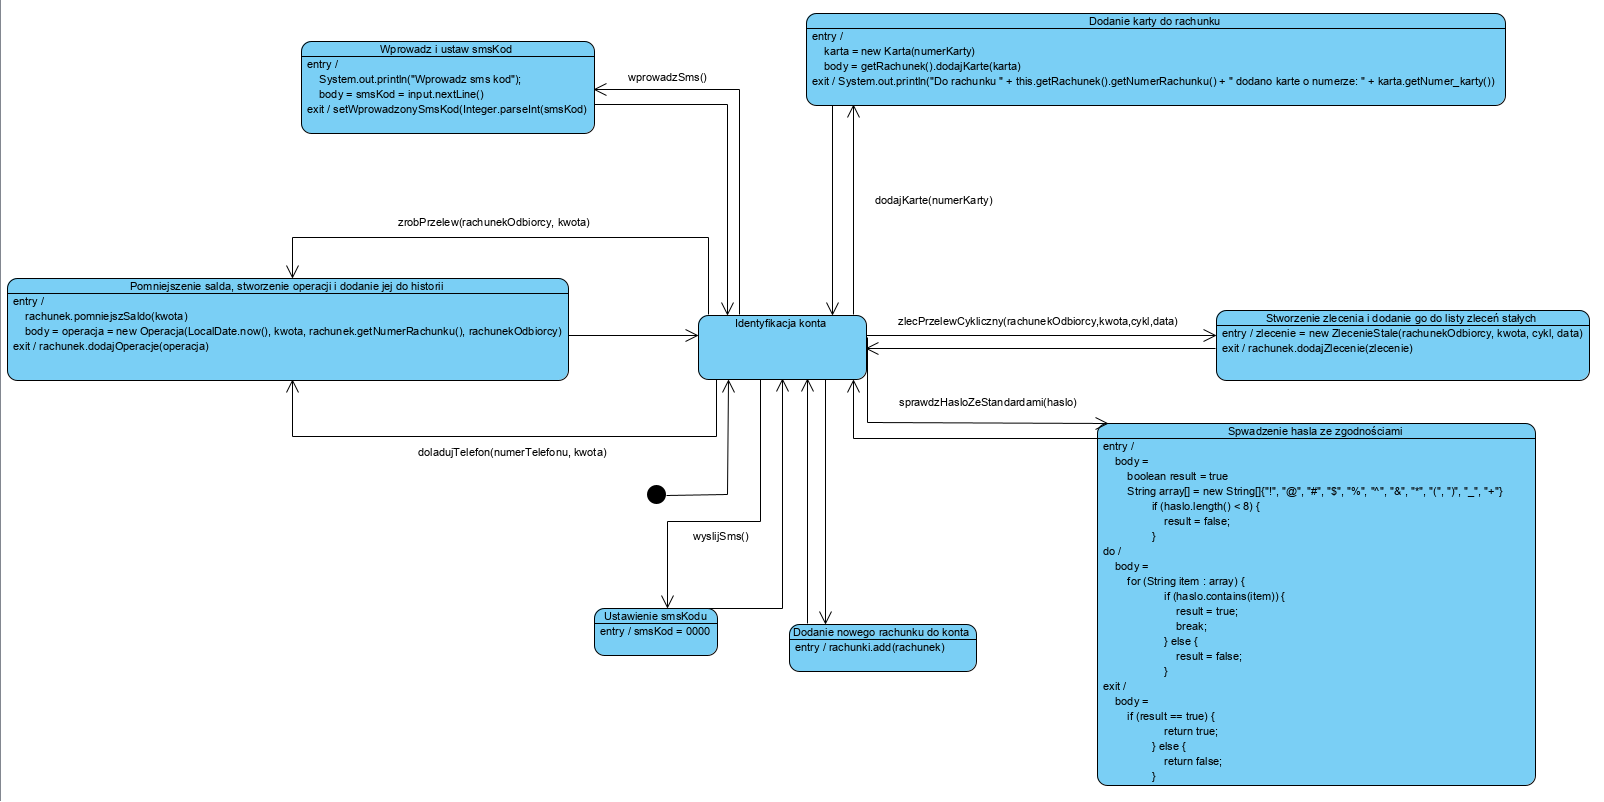 Wprowadz i ustaw smsKod
entry /
System.out.println("Wprowadz sms kod");
body = smsKod = input.nextLine()
exit / setWprowadzonySmsKod(Integer.parseInt(smsKod)
wprowadzSms()
Dodanie karty do rachunku
entry /
karta = new Karta(numerKarty)
body = getRachunek().dodajKarte(karta)
exit / System.out.println("Do rachunku " + this.getRachunek().getNumerRachunku() + " dodano karte o numerze: " + karta.getNumer_karty())
dodajKarte(numerKarty)
zrobPrzelew(rachunekOdbiorcy, kwota)
Pomniejszenie salda, stworzenie operacji i dodanie jej do historii
entry /
rachunek.pomniejszSaldo(kwota)
body = operacja = new Operacja(LocalDate.now(), kwota, rachunek.getNumerRachunku(), rachunekOdbiorcy)
exit / rachunek.dodajOperacje(operacja)
Identyfikacja konta
zlecPrzelewCykliczny(rachunekOdbiorcy,kwota,cykl,data)
Stworzenie zlecenia i dodanie go do listy zleceń stałych
entry / zlecenie = new ZlecenieStale(rachunekOdbiorcy, kwota, cykl, data)
exit / rachunek.dodajZlecenie(zlecenie)
sprawdzHasloZeStandardami(haslo)
doladujTelefon(numerTelefonu, kwota)
wyslijSms()
Ustawienie smsKodu
entry / smsKod = 0000
Dodanie nowego rachunku do konta
entry / rachunki.add(rachunek)
Spwadzenie hasla ze zgodnościami
entry /
body =
boolean result = true
String array[] = new String[]{"!", "@", "#", "$", "%", "^", "&", "*", "(", ")", "_", "+"}
if (haslo.length() < 8) {
result = false;
}
do /
body =
for (String item : array) {
if (haslo.contains(item)) {
result = true;
break;
} else {
result = false;
}
exit /
body =
if (result == true) {
return true;
} else {
return false;
}